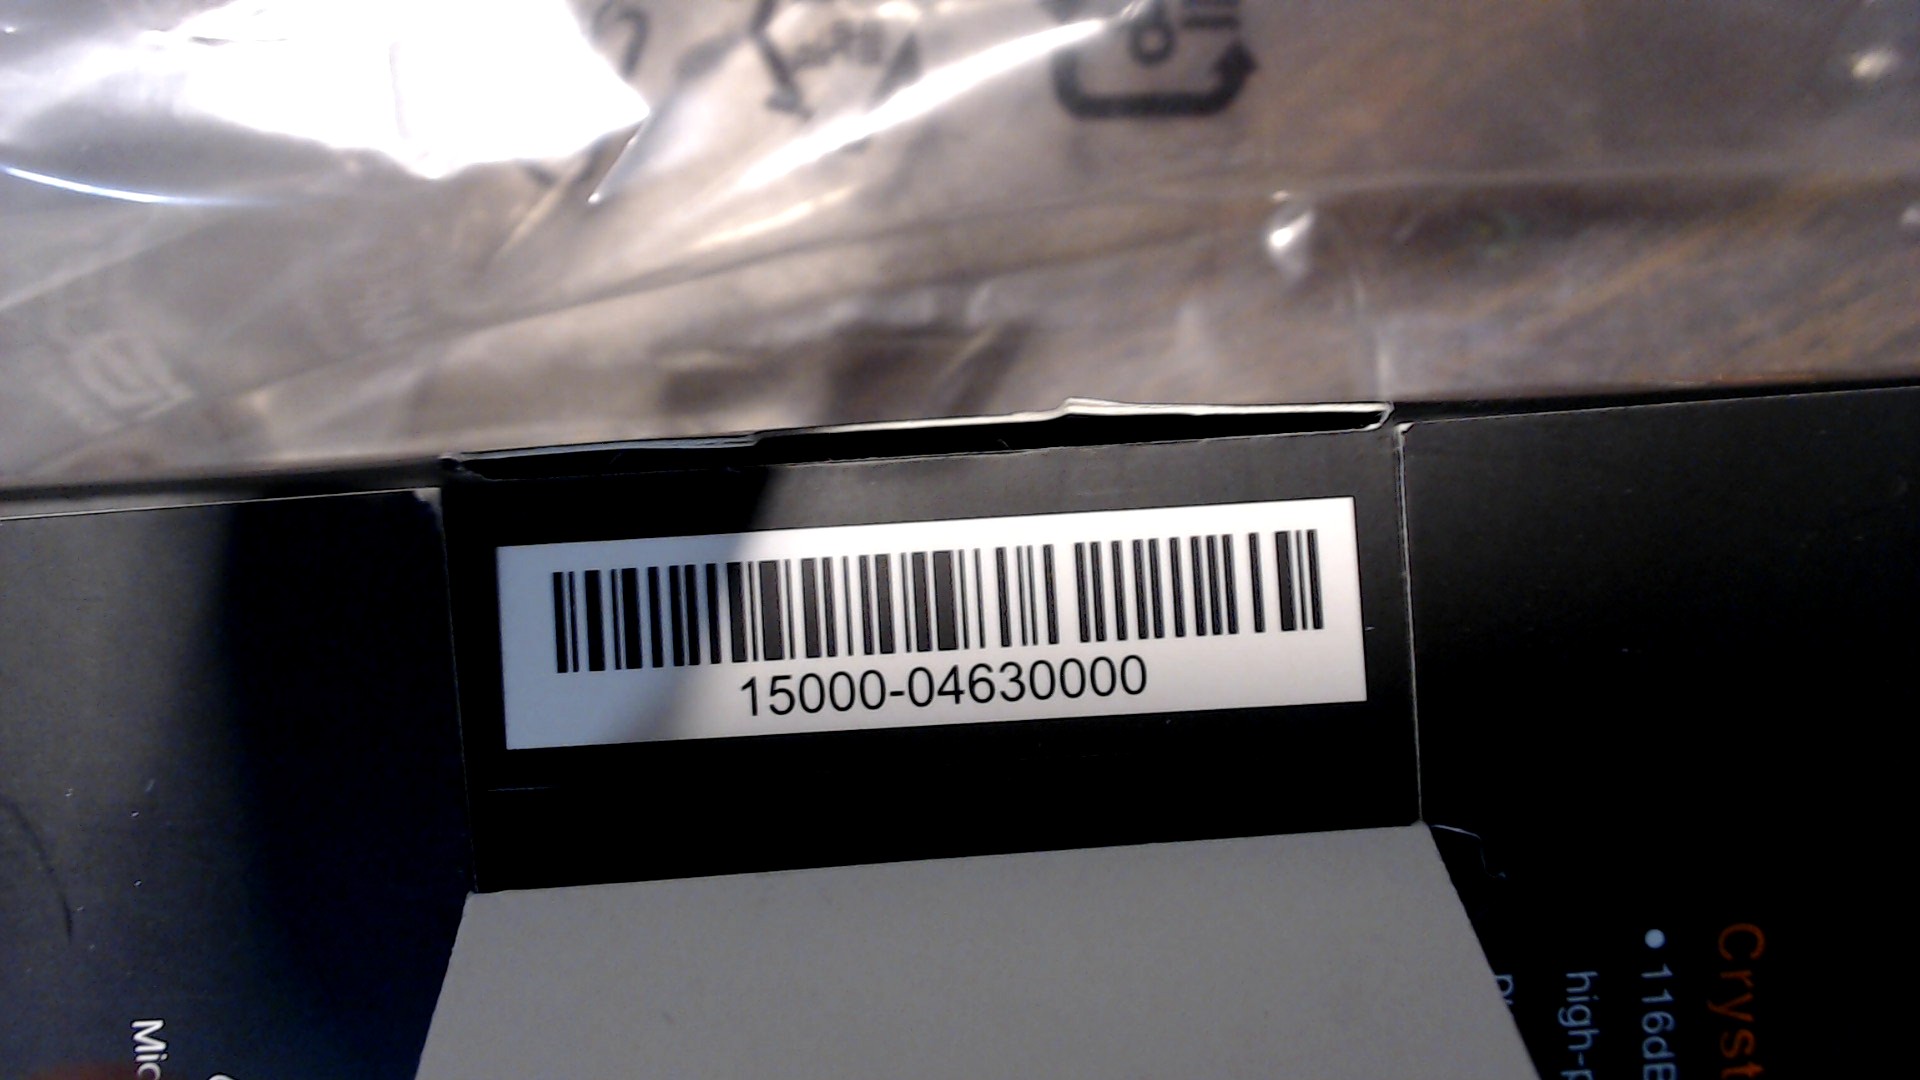 15000-04630000
Cryst
• 116dB
high-p
Mic